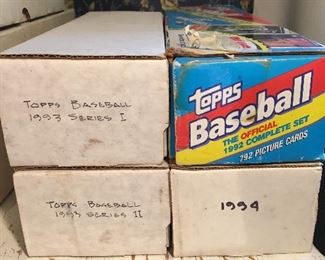 Topps Baseball
1993 Series I
Topps
Baseball
THE OFFICIAL
1992 COMPLETE SET
792 PICTURE CARDS
Topps Baseball
1993 Series II
1994